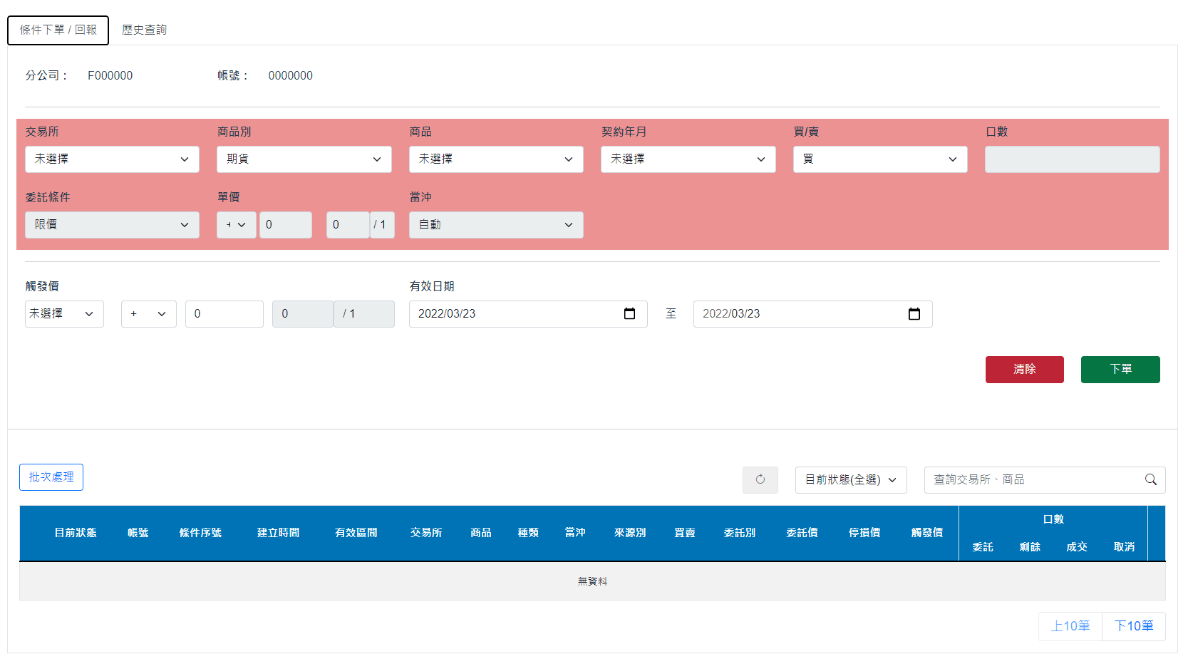 條件下單 / 回報 歷史查詢
分公司： F000000 帳號： 0000000
交易所 商品別 商品 契約年月 買/賣 口數
未選擇 期貨 未選擇 未選擇 買
委託條件 單價 當沖
限價 + 0 0 / 1 自動
觸發價 有效日期
未選擇 + 0 0 / 1 2022/03/23 至 2022/03/23
清除 下單
批次處理 目前狀態(全選) 查詢交易所、商品
口數
目前狀態 帳號 條件序號 建立時間 有效區間 交易所 商品 種類 當沖 來源別 買賣 委託別 委託價 停損價 觸發價
委託 剩餘 成交 取消
無資料
上10筆 下10筆